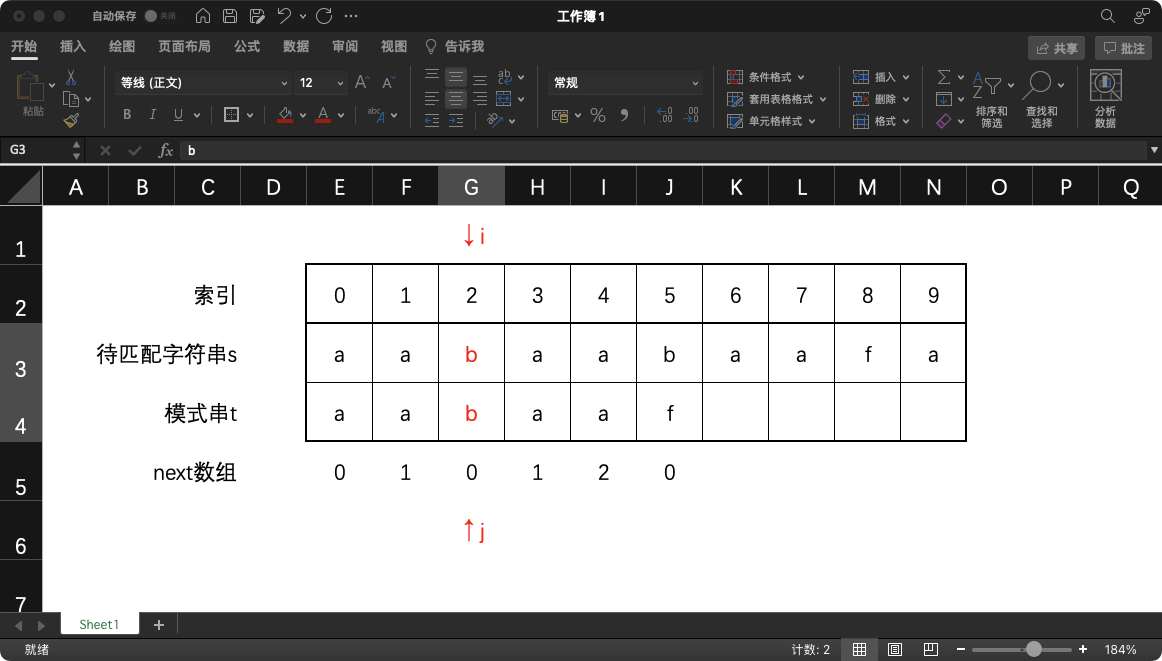 自动保存 关闭 工作簿1
开始 插入 绘图 页面布局 公式 数据 审阅 视图 告诉我 共享 批注
粘贴 等线 (正文) 12 常规 条件格式 插入
套用表格格式 删除
单元格样式 格式
排序和筛选 查找和选择 分析数据
B I U
G3 fx b
A B C D E F G H I J K L M N O P Q
1 ↓i
2 索引 0 1 2 3 4 5 6 7 8 9
3 待匹配字符串s a a b a a b a a f a
4 模式串t a a b a a f
5 next数组 0 1 0 1 2 0
6 ↑j
7
Sheet1 +
就绪 计数: 2 184%